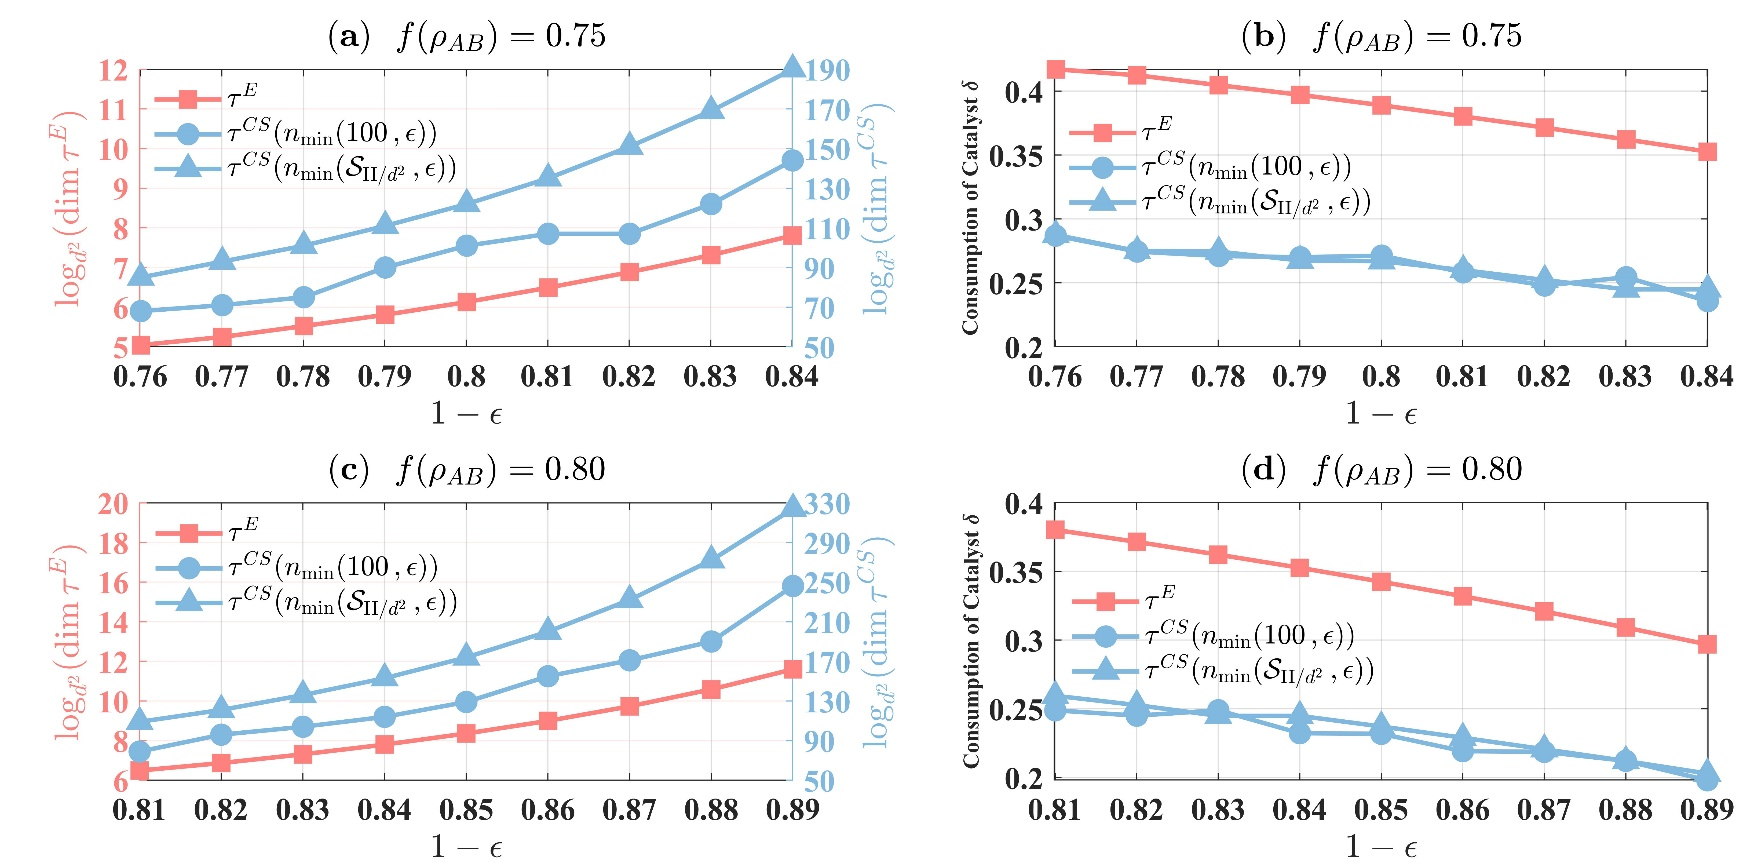 (a) f(ρ_AB) = 0.75
12
11
10
9
8
7
6
5
log_{d²}(dim τ^E)
τ^E
τ^{CS}(n_min(100, ϵ))
τ^{CS}(n_min(𝒮_{II/d²}, ϵ))
190
170
150
130
110
90
70
50
log_{d²}(dim τ^{CS})
0.76 0.77 0.78 0.79 0.8 0.81 0.82 0.83 0.84
1 − ϵ
(b) f(ρ_AB) = 0.75
0.4
0.35
0.3
0.25
0.2
Consumption of Catalyst δ
τ^E
τ^{CS}(n_min(100, ϵ))
τ^{CS}(n_min(𝒮_{II/d²}, ϵ))
0.76 0.77 0.78 0.79 0.8 0.81 0.82 0.83 0.84
1 − ϵ
(c) f(ρ_AB) = 0.80
20
18
16
14
12
10
8
6
log_{d²}(dim τ^E)
τ^E
τ^{CS}(n_min(100, ϵ))
τ^{CS}(n_min(𝒮_{II/d²}, ϵ))
330
290
250
210
170
130
90
50
log_{d²}(dim τ^{CS})
0.81 0.82 0.83 0.84 0.85 0.86 0.87 0.88 0.89
1 − ϵ
(d) f(ρ_AB) = 0.80
0.4
0.35
0.3
0.25
0.2
Consumption of Catalyst δ
τ^E
τ^{CS}(n_min(100, ϵ))
τ^{CS}(n_min(𝒮_{II/d²}, ϵ))
0.81 0.82 0.83 0.84 0.85 0.86 0.87 0.88 0.89
1 − ϵ